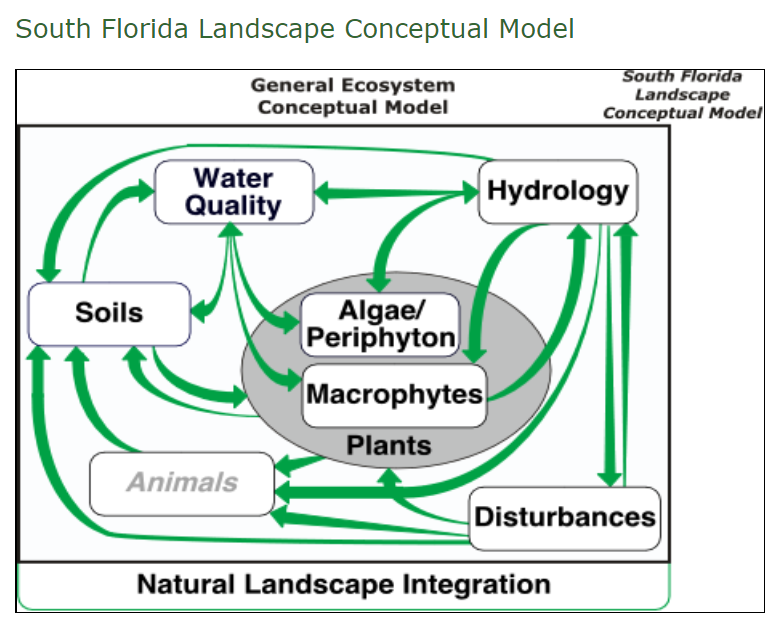 South Florida Landscape Conceptual Model
General Ecosystem
Conceptual Model
South Florida
Landscape
Conceptual Model
Water
Quality
Hydrology
Soils
Algae/
Periphyton
Macrophytes
Plants
Animals
Disturbances
Natural Landscape Integration